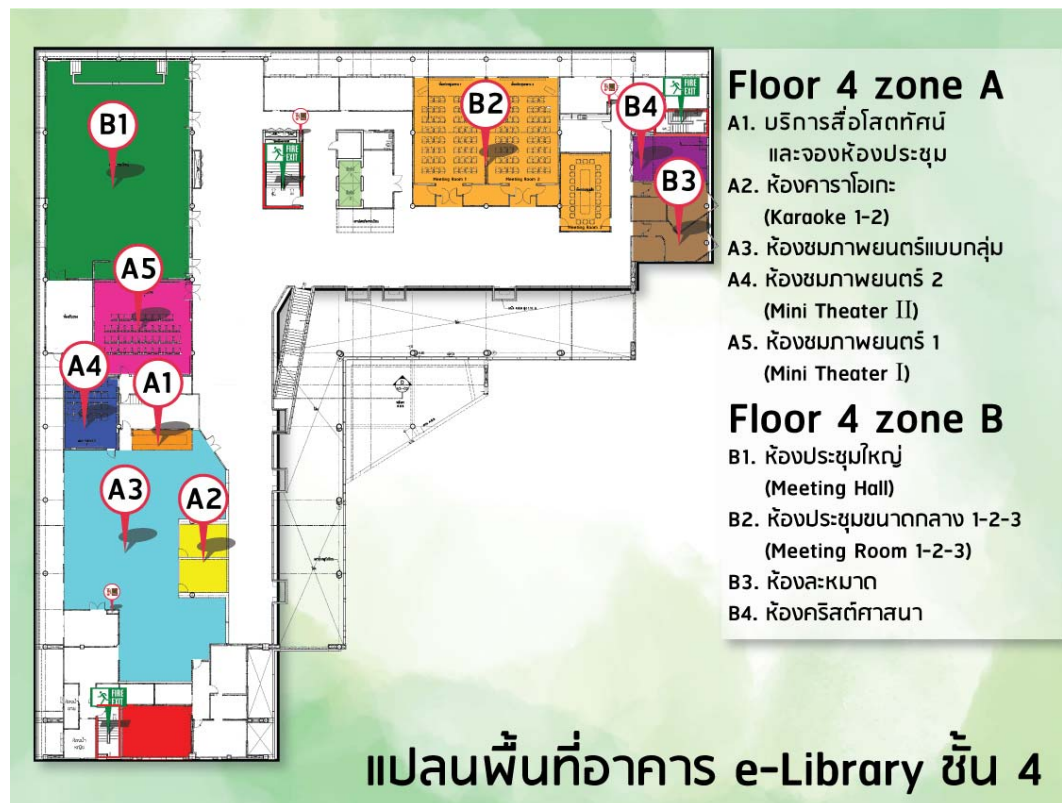 B1
B2
B4
B3
A5
A4
A1
A3
A2
FIRE
EXIT
FIRE
EXIT
FIRE
EXIT
Meeting Room 1
Meeting Room 2
Meeting Room 3
Floor 4 zone A
A1. บริการสื่อโสตทัศน์
และจองห้องประชุม
A2. ห้องคาราโอเกะ
(Karaoke 1-2)
A3. ห้องชมภาพยนตร์แบบกลุ่ม
A4. ห้องชมภาพยนตร์ 2
(Mini Theater II)
A5. ห้องชมภาพยนตร์ 1
(Mini Theater I)
Floor 4 zone B
B1. ห้องประชุมใหญ่
(Meeting Hall)
B2. ห้องประชุมขนาดกลาง 1-2-3
(Meeting Room 1-2-3)
B3. ห้องละหมาด
B4. ห้องคริสต์ศาสนา
แปลนพื้นที่อาคาร e-Library ชั้น 4